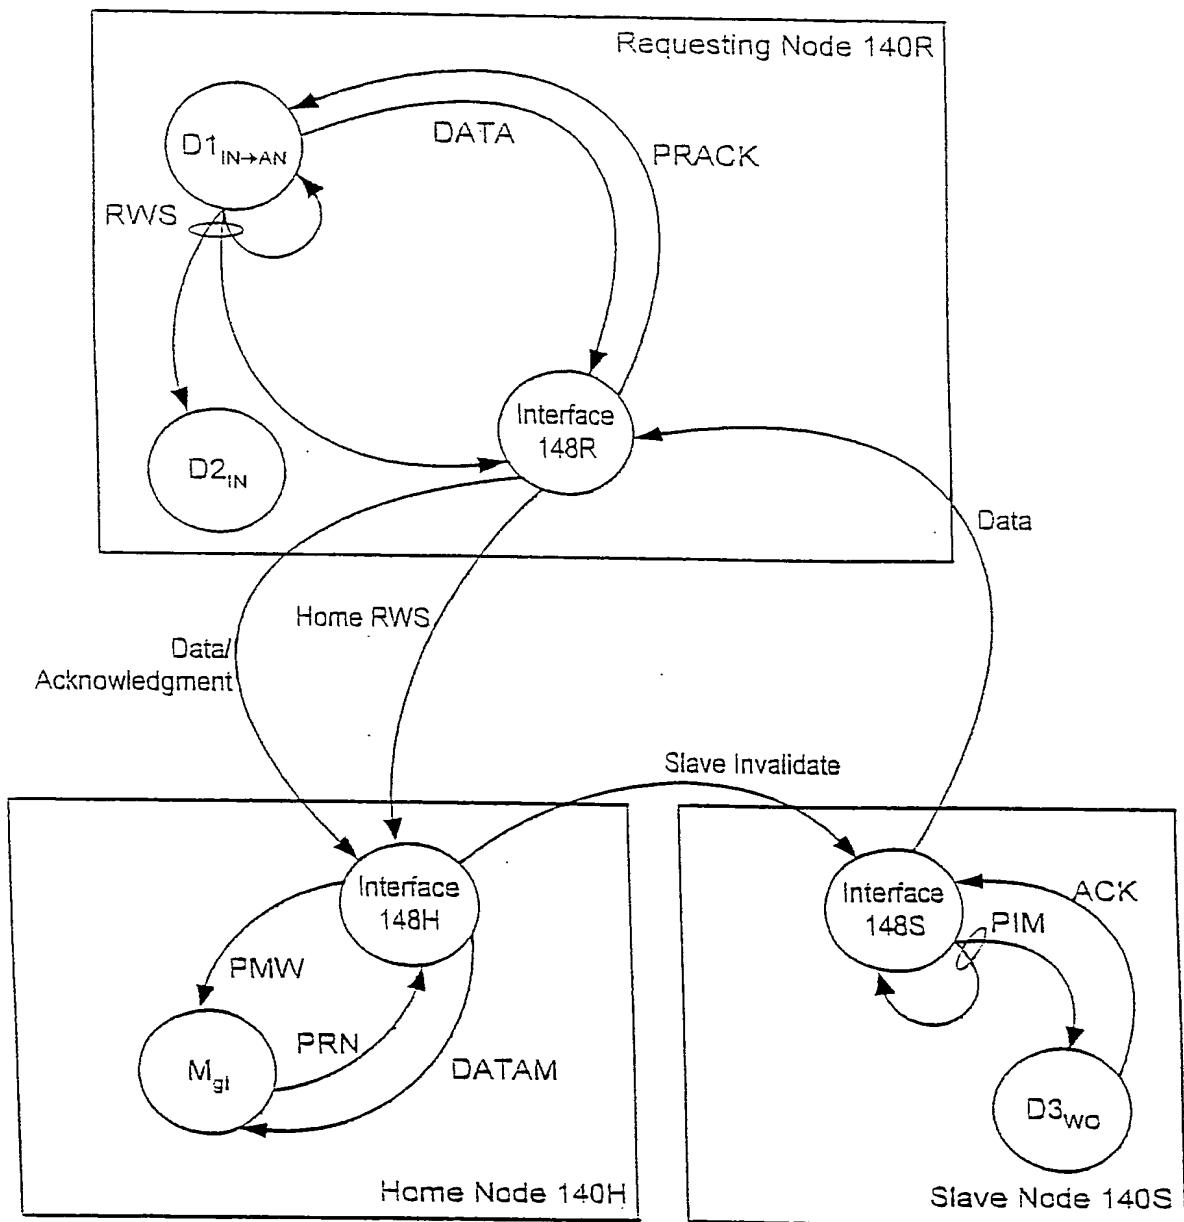 Requesting Node 140R
D1IN→AN
DATA
PRACK
RWS
Interface
148R
D2IN
Data
Home RWS
Data/
Acknowledgment
Slave Invalidate
Interface
148H
Interface
148S
ACK
PIM
PMW
PRN
DATAM
Mgi
D3WO
Home Node 140H
Slave Node 140S